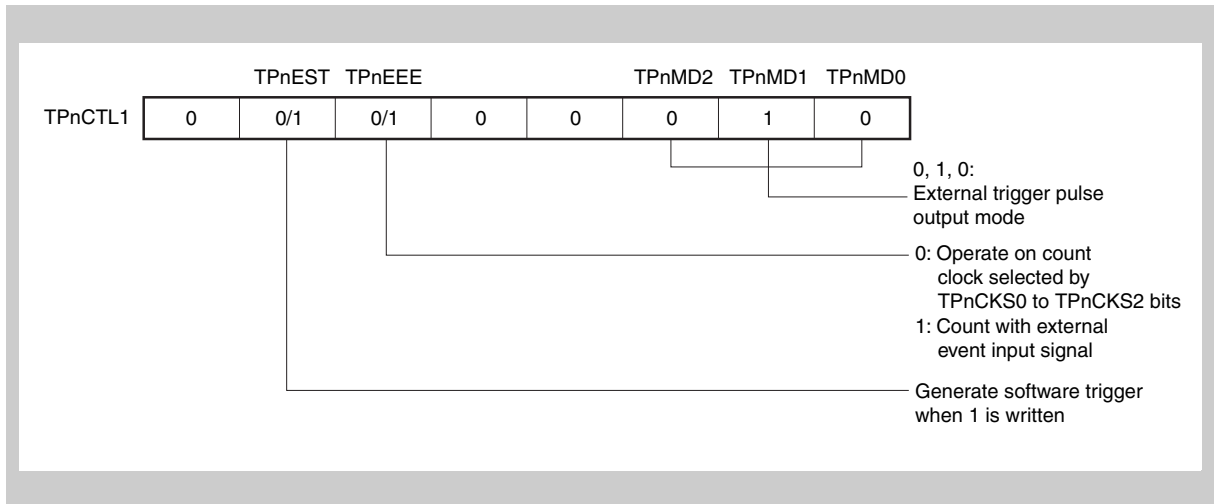 TPnEST TPnEEE TPnMD2 TPnMD1 TPnMD0
TPnCTL1 0 0/1 0/1 0 0 0 1 0
0, 1, 0:
External trigger pulse
output mode
0: Operate on count
clock selected by
TPnCKS0 to TPnCKS2 bits
1: Count with external
event input signal
Generate software trigger
when 1 is written